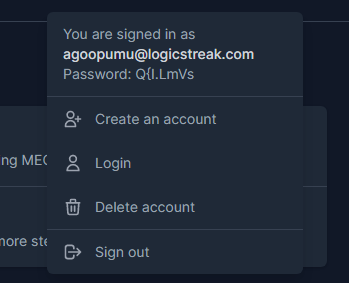 You are signed in as
agoopumu@logicstreak.com
Password: Q{I.LmVs
Create an account
ng MEC
Login
Delete account
more ste
Sign out